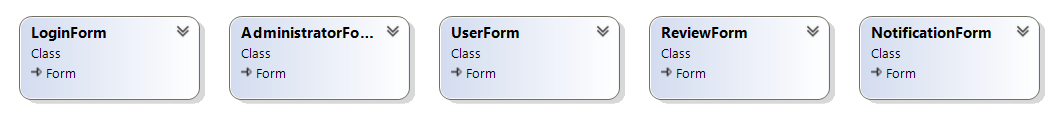 LoginForm
Class
Form
AdministratorFo...
Class
Form
UserForm
Class
Form
ReviewForm
Class
Form
NotificationForm
Class
Form